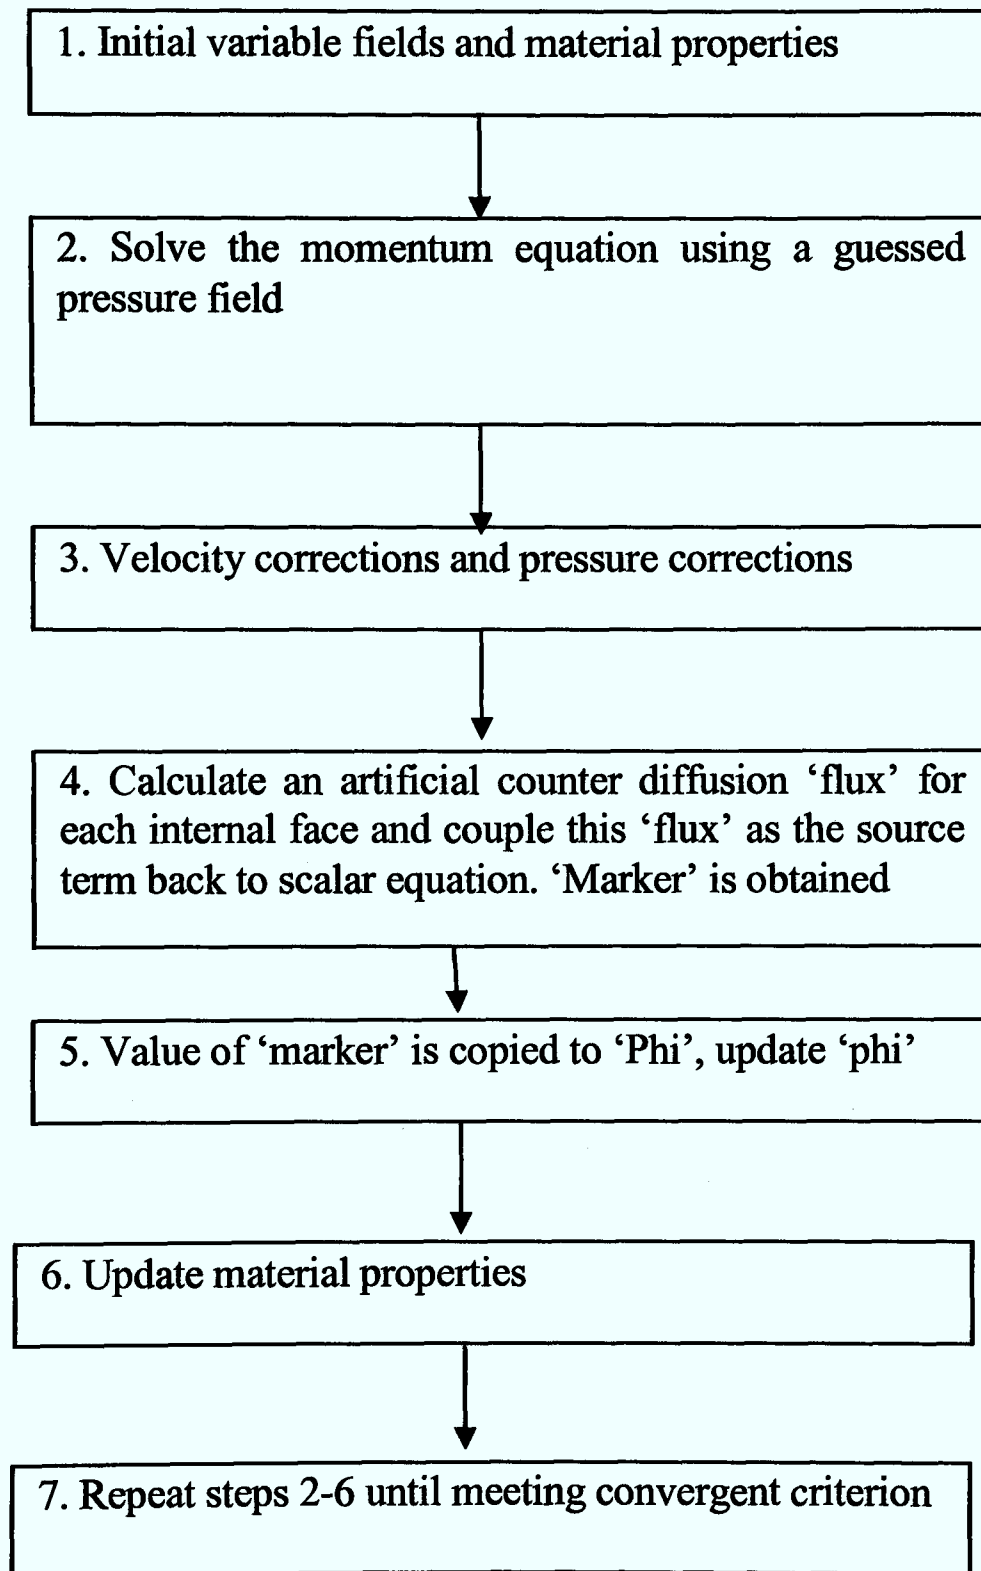 1. Initial variable fields and material properties
2. Solve the momentum equation using a guessed
pressure field
3. Velocity corrections and pressure corrections
4. Calculate an artificial counter diffusion ‘flux’ for
each internal face and couple this ‘flux’ as the source
term back to scalar equation. ‘Marker’ is obtained
5. Value of ‘marker’ is copied to ‘Phi’, update ‘phi’
6. Update material properties
7. Repeat steps 2-6 until meeting convergent criterion